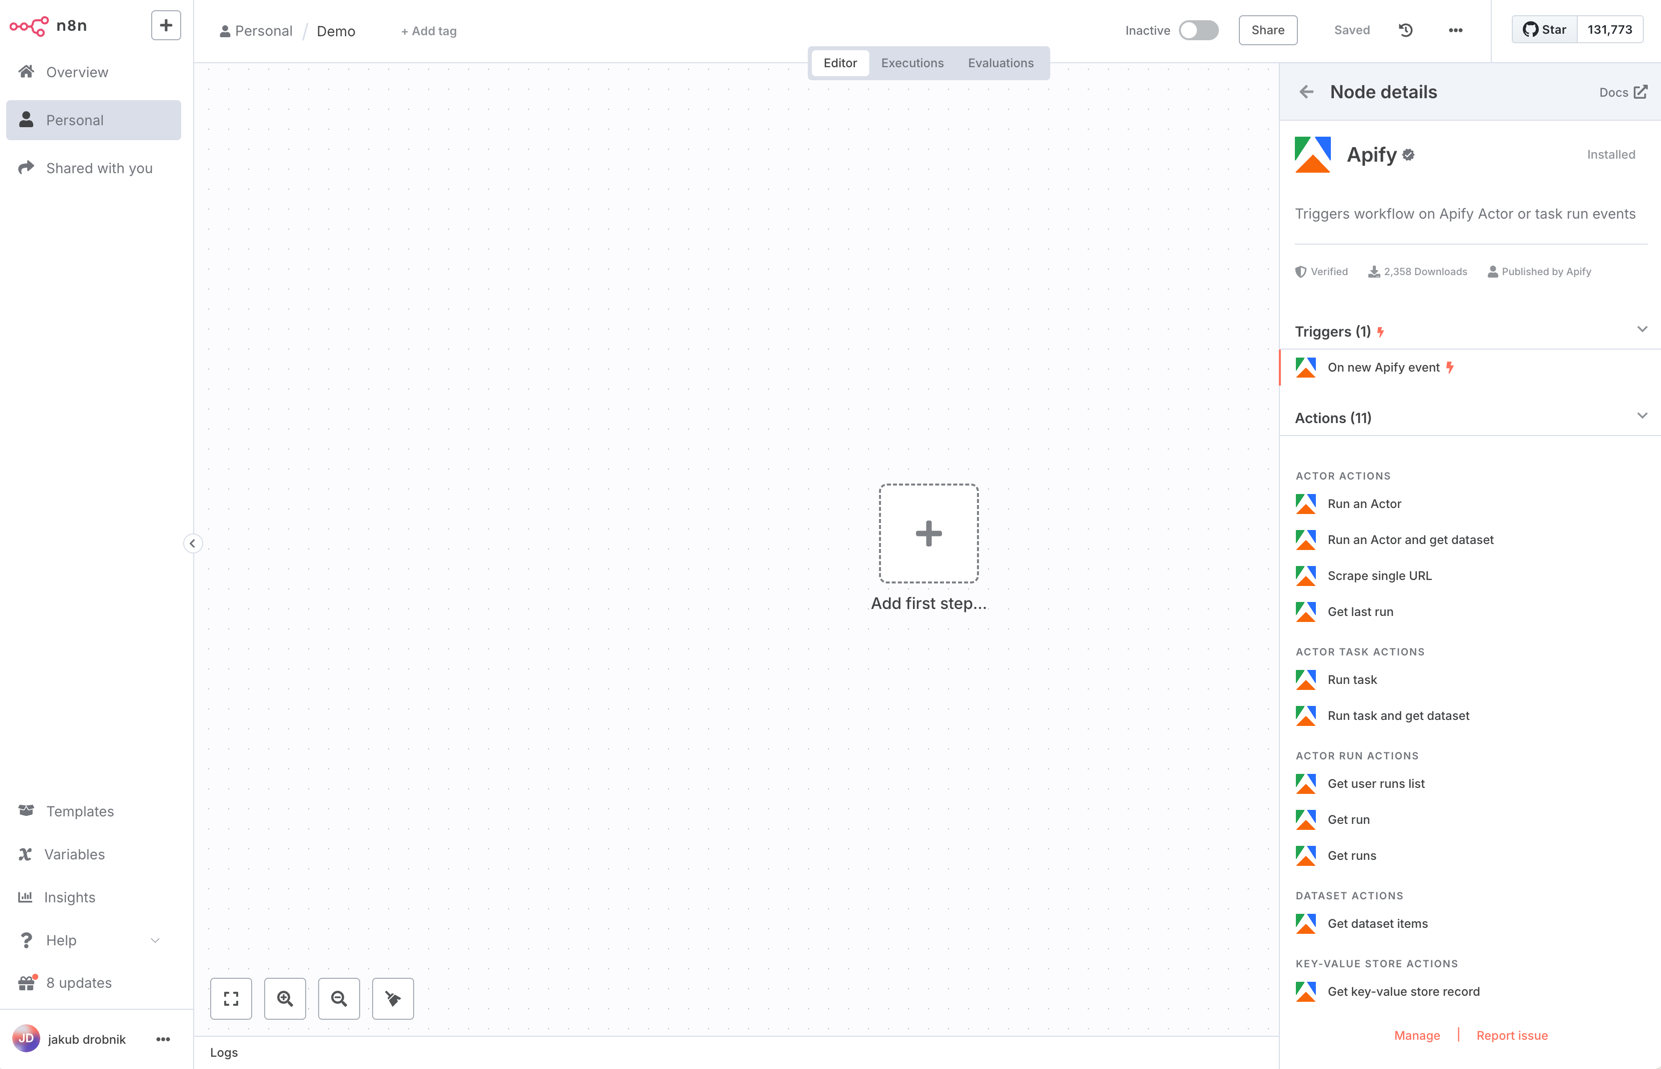 n8n
Overview
Personal
Shared with you
Templates
Variables
Insights
Help
8 updates
JD
jakub drobnik
Personal / Demo
+ Add tag
Inactive
Share
Saved
Star
131,773
Editor
Executions
Evaluations
Add first step...
Logs
Node details
Docs
Apify
Installed
Triggers workflow on Apify Actor or task run events
Verified
2,358 Downloads
Published by Apify
Triggers (1)
On new Apify event
Actions (11)
ACTOR ACTIONS
Run an Actor
Run an Actor and get dataset
Scrape single URL
Get last run
ACTOR TASK ACTIONS
Run task
Run task and get dataset
ACTOR RUN ACTIONS
Get user runs list
Get run
Get runs
DATASET ACTIONS
Get dataset items
KEY-VALUE STORE ACTIONS
Get key-value store record
Manage | Report issue